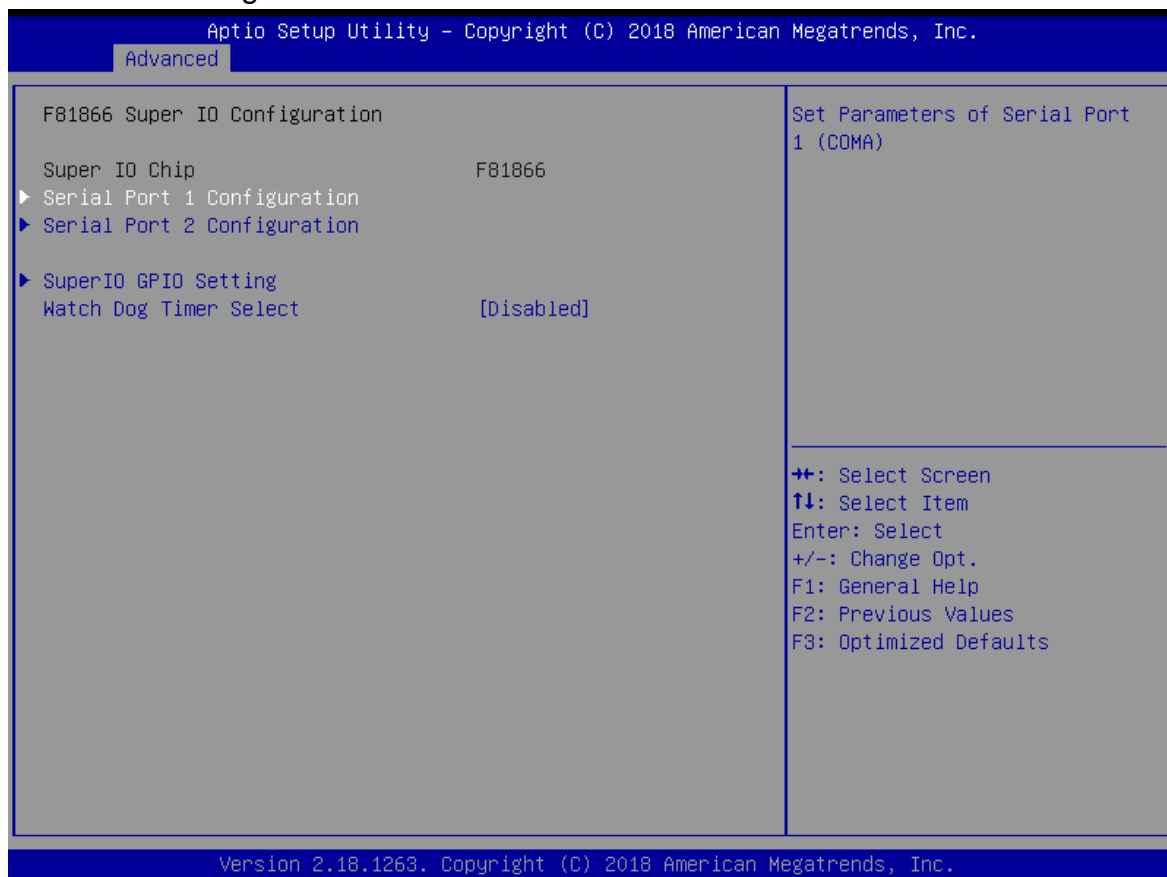 Aptio Setup Utility – Copyright (C) 2018 American Megatrends, Inc.
Advanced
F81866 Super IO Configuration
Super IO Chip F81866
▶ Serial Port 1 Configuration
▶ Serial Port 2 Configuration
▶ SuperIO GPIO Setting
Watch Dog Timer Select [Disabled]
Set Parameters of Serial Port
1 (COMA)
→←: Select Screen
↑↓: Select Item
Enter: Select
+/-: Change Opt.
F1: General Help
F2: Previous Values
F3: Optimized Defaults
Version 2.18.1263. Copyright (C) 2018 American Megatrends, Inc.